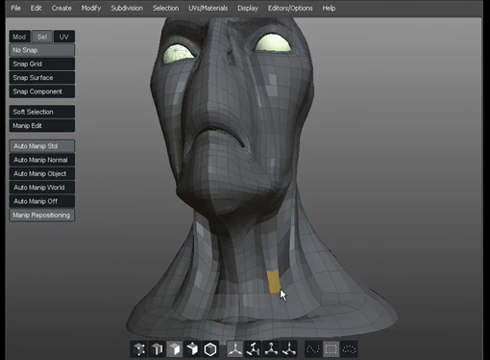 File Edit Create Modify Subdivision Selection UVs/Materials Display Editors/Options Help
Mod Sel UV
No Snap
Snap Grid
Snap Surface
Snap Component
Soft Selection
Manip Edit
Auto Manip Std
Auto Manip Normal
Auto Manip Object
Auto Manip World
Auto Manip Off
Manip Repositioning